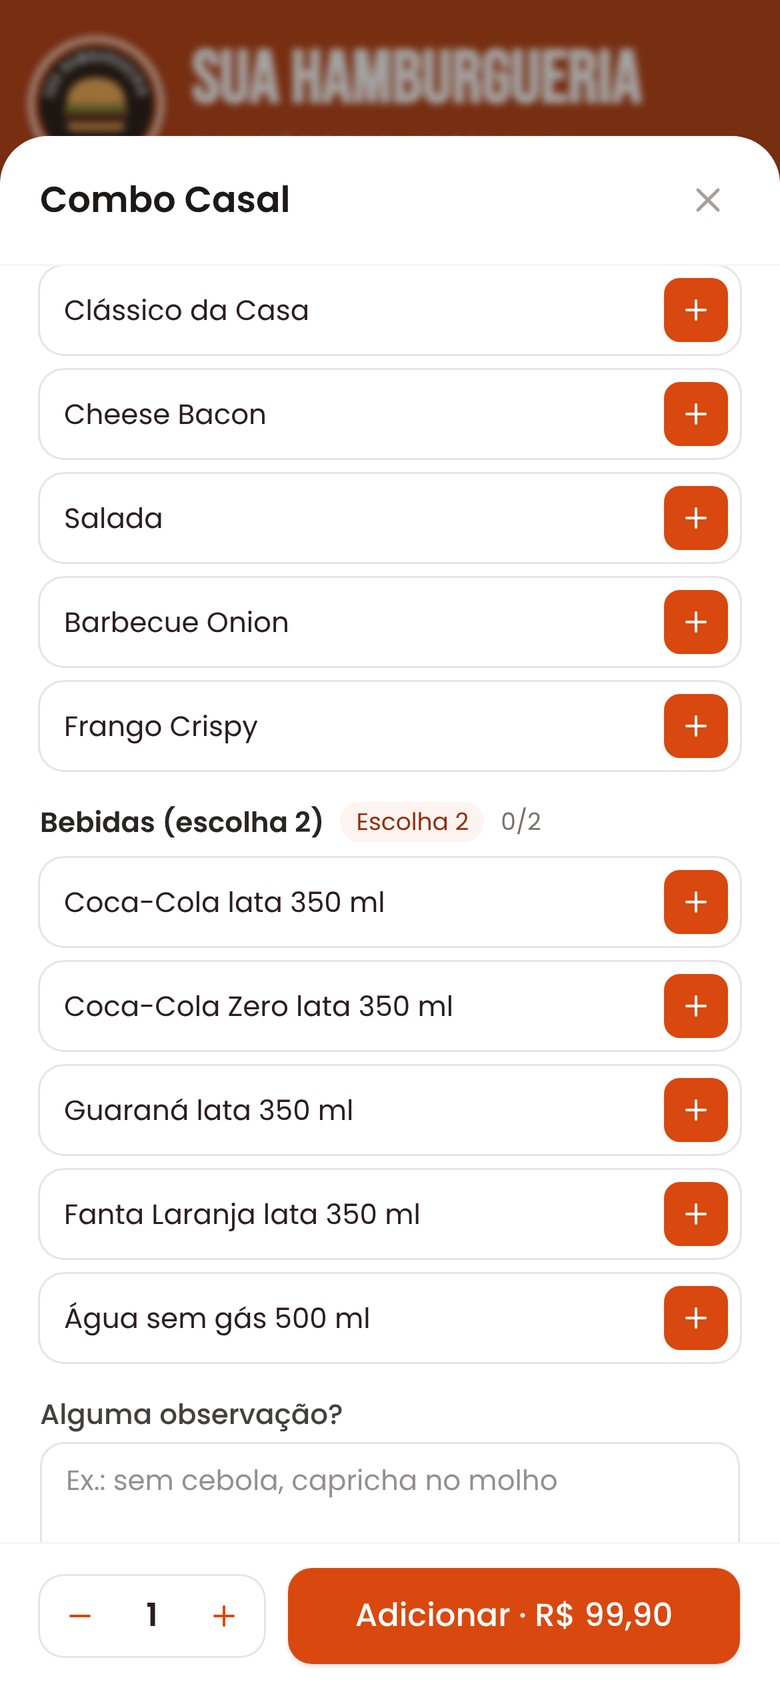 SUA HAMBURGUERIA
Combo Casal
Clássico da Casa
Cheese Bacon
Salada
Barbecue Onion
Frango Crispy
Bebidas (escolha 2) Escolha 2 0/2
Coca-Cola lata 350 ml
Coca-Cola Zero lata 350 ml
Guaraná lata 350 ml
Fanta Laranja lata 350 ml
Água sem gás 500 ml
Alguma observação?
Ex.: sem cebola, capricha no molho
1
Adicionar · R$ 99,90